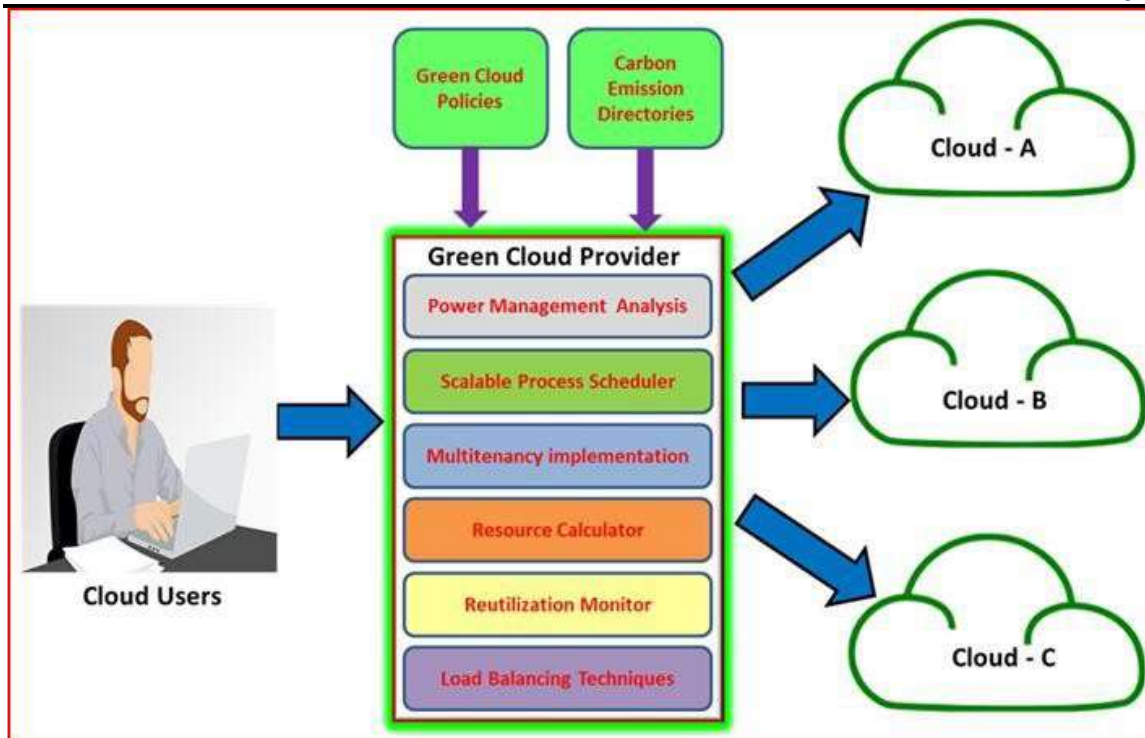 Green Cloud
Policies
Carbon
Emission
Directories
Cloud - A
Green Cloud Provider
Power Management Analysis
Scalable Process Scheduler
Cloud - B
Multitenancy implementation
Resource Calculator
Cloud Users
Reutilization Monitor
Cloud - C
Load Balancing Techniques